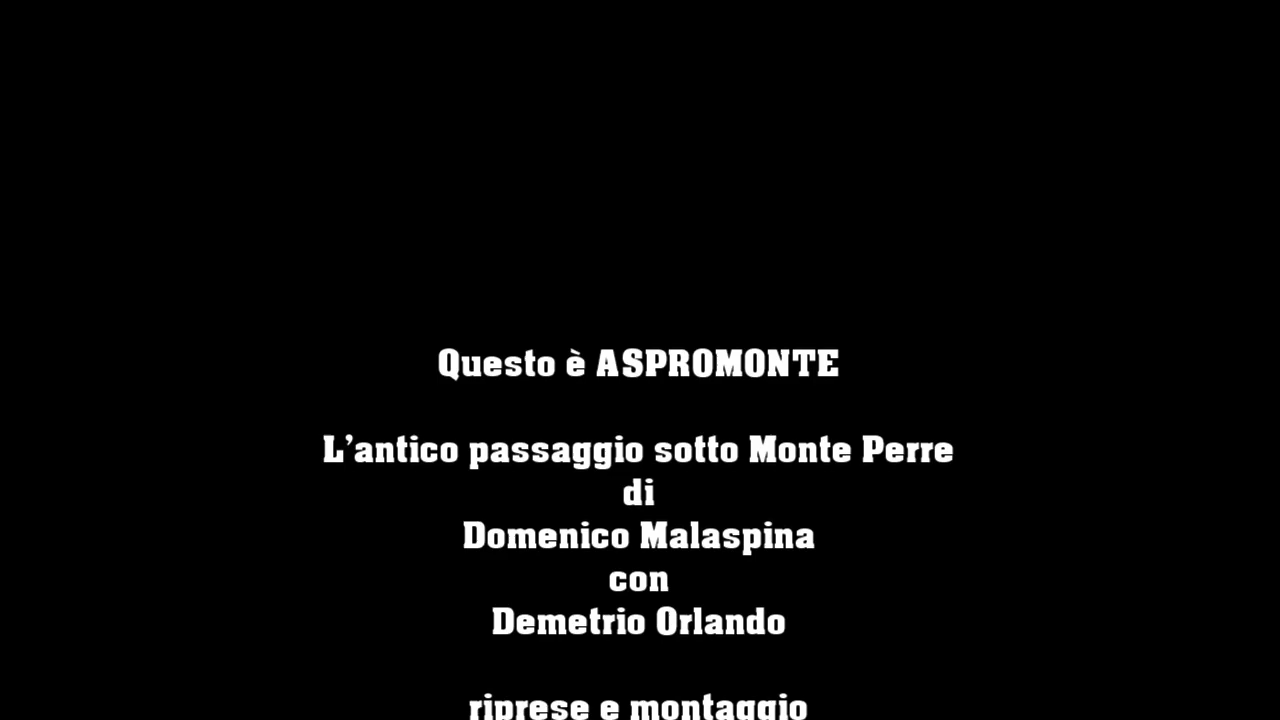 Questo è ASPROMONTE
L'antico passaggio sotto Monte Perre
di
Domenico Malaspina
con
Demetrio Orlando
riprese e montaggio